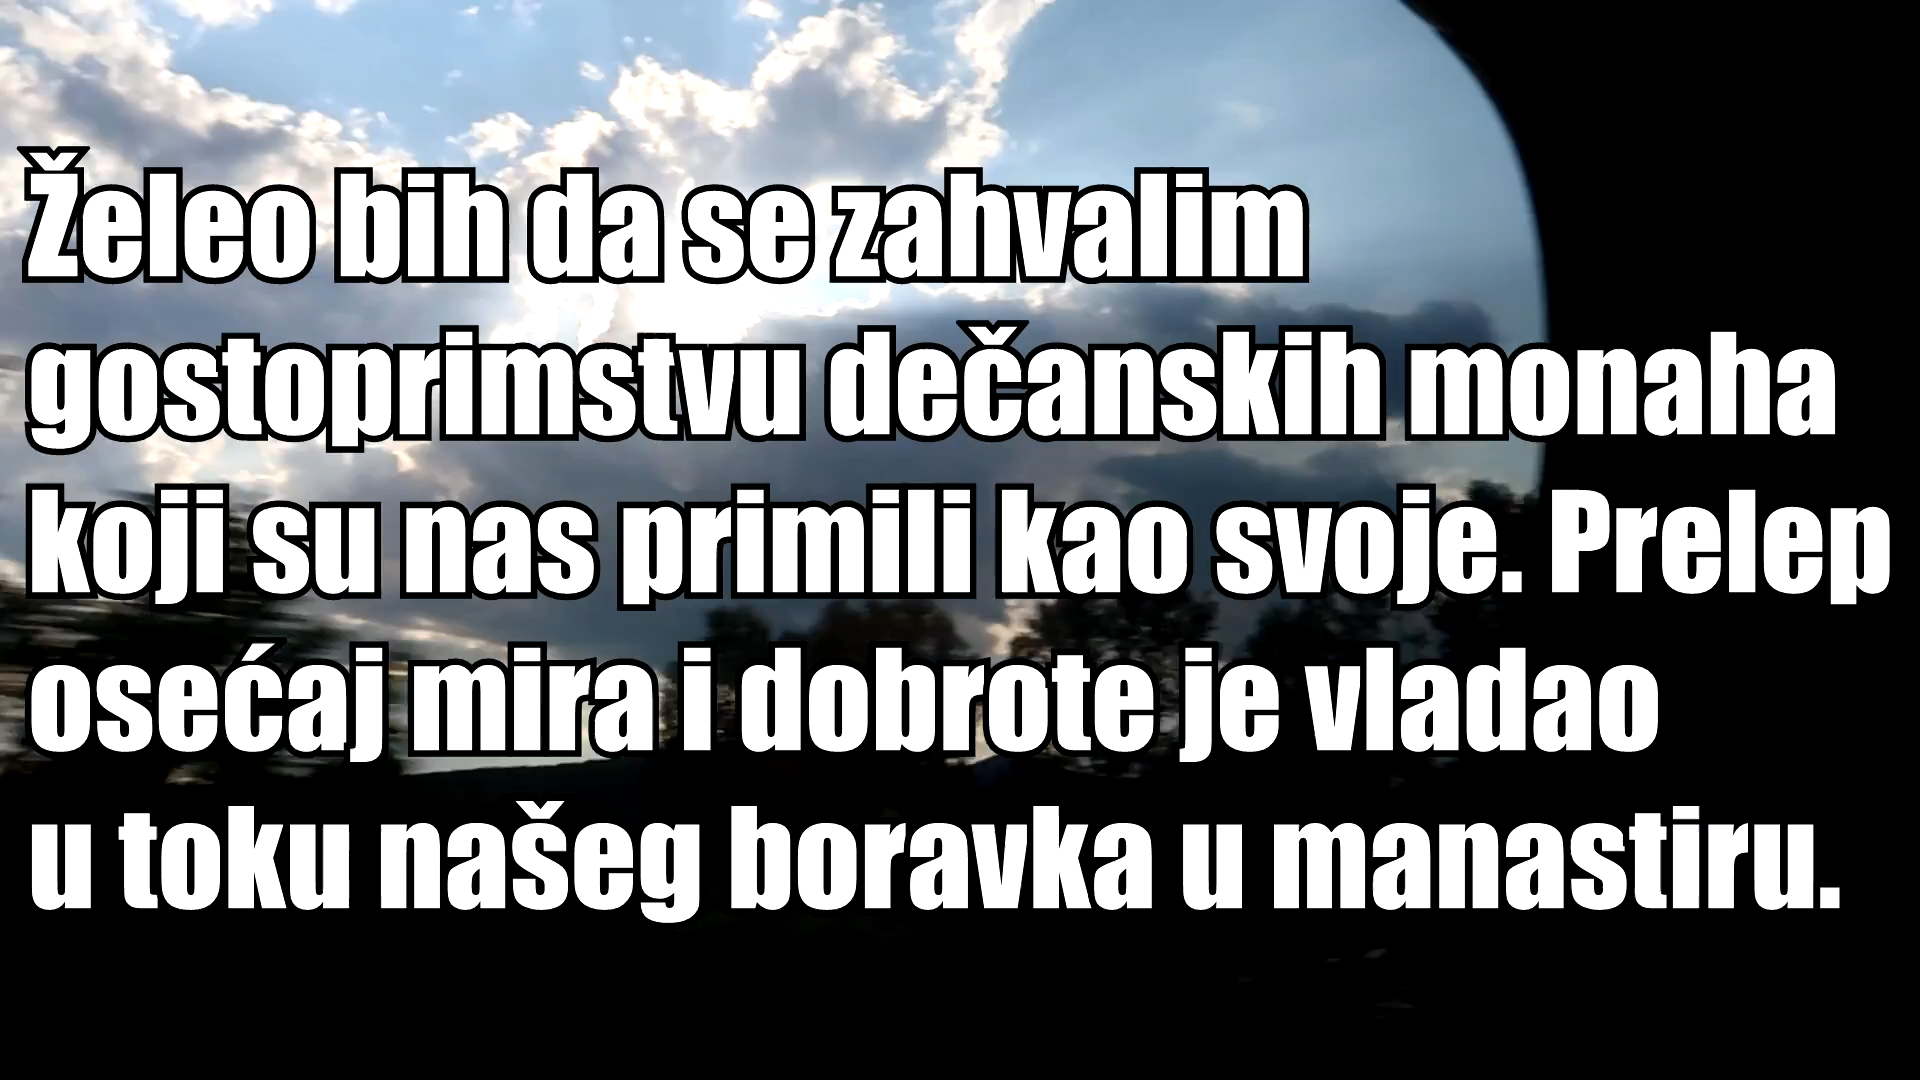 Želeo bih da se zahvalim
gostoprimstvu dečanskih monaha
koji su nas primili kao svoje. Prelep
osećaj mira i dobrote je vladao
u toku našeg boravka u manastiru.